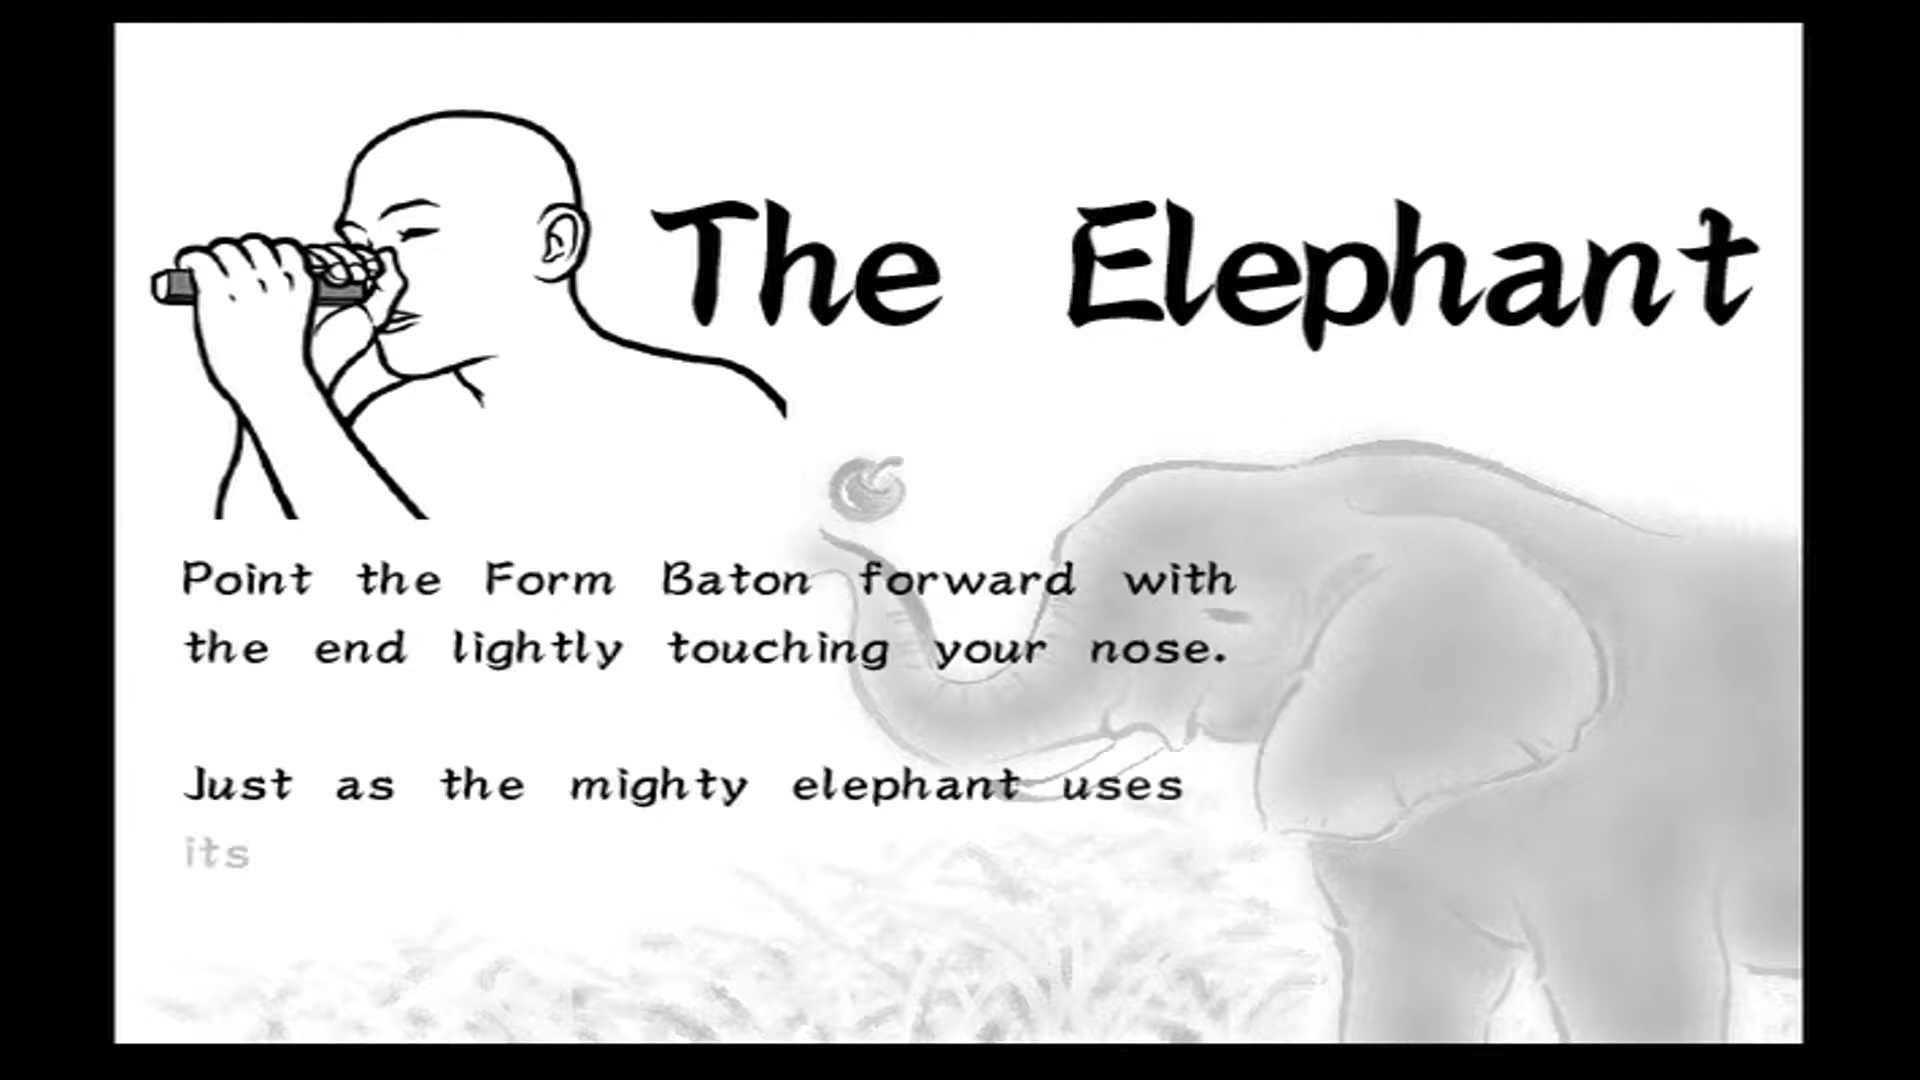 The Elephant
Point the Form Baton forward with
the end lightly touching your nose.
Just as the mighty elephant uses
its